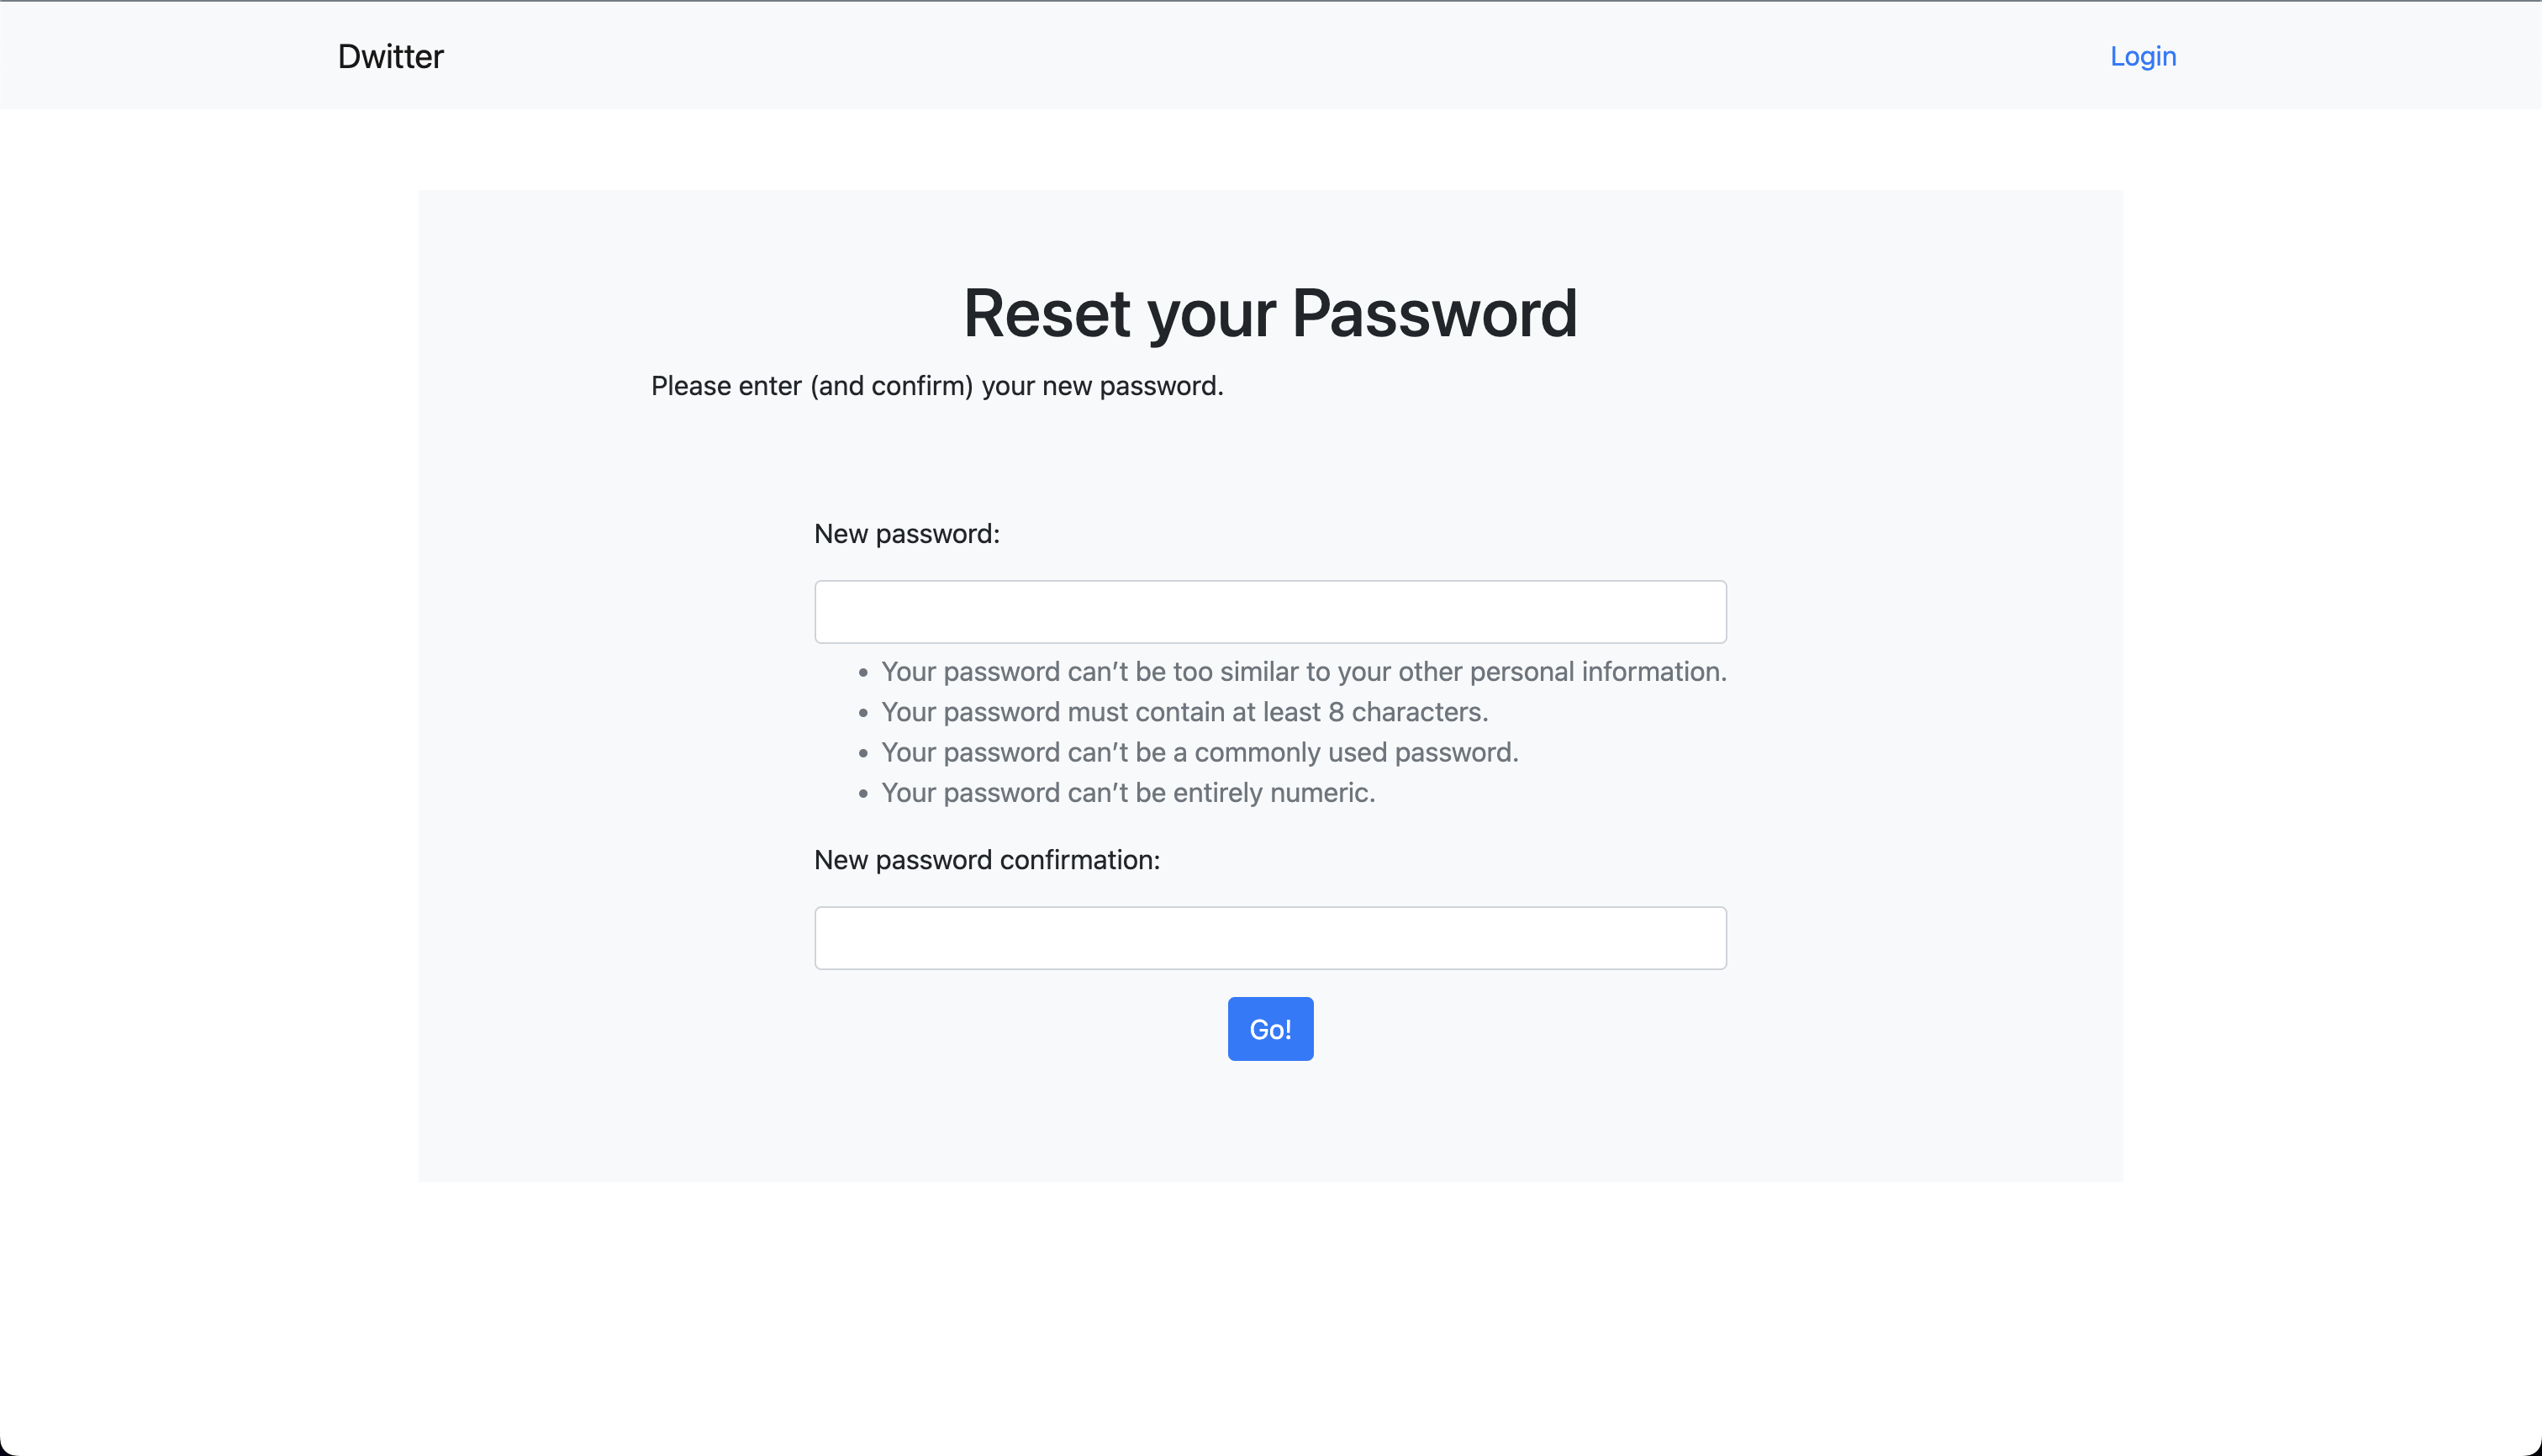 Dwitter
Login
Reset your Password
Please enter (and confirm) your new password.
New password:
• Your password can’t be too similar to your other personal information.
• Your password must contain at least 8 characters.
• Your password can’t be a commonly used password.
• Your password can’t be entirely numeric.
New password confirmation:
Go!